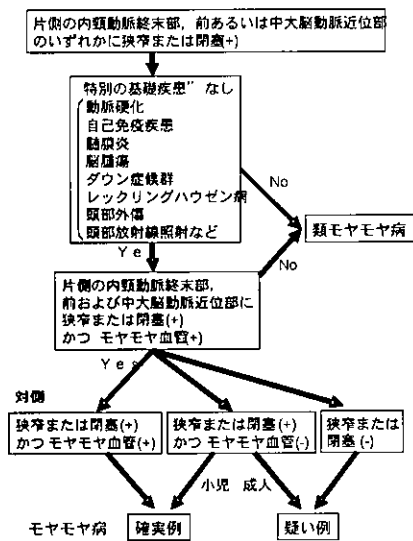 片側の内頸動脈終末部，前あるいは中大脳動脈近位部
のいずれかに狭窄または閉塞(+)
特別の基礎疾患" なし
動脈硬化
自己免疫疾患
髄膜炎
脳腫瘍
ダウン症候群
レックリングハウゼン病
頭部外傷
頭部放射線照射など
No
類モヤモヤ病
Ye
No
片側の内頸動脈終末部，
前および中大脳動脈近位部に
狭窄または閉塞(+)
かつ モヤモヤ血管(+)
Yes
対側
狭窄または閉塞(+)
かつモヤモヤ血管(+)
狭窄または閉塞(+)
かつモヤモヤ血管(-)
狭窄または
閉塞(-)
小児 成人
モヤモヤ病
確実例
疑い例